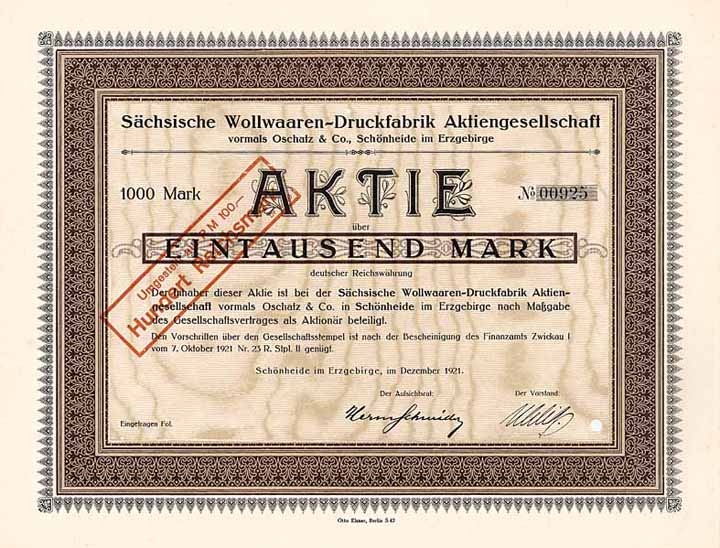 Sächsische Wollwaaren-Druckfabrik Aktiengesellschaft
vormals Oschatz & Co., Schönheide im Erzgebirge
1000 Mark
AKTIE
№ 00925
über
EINTAUSEND MARK
deutscher Reichswährung
Umgestellt auf R M 100,—
Hundert Reichsmark
Der Inhaber dieser Aktie ist bei der Sächsische Wollwaaren-Druckfabrik Aktien-
gesellschaft vormals Oschatz & Co. in Schönheide im Erzgebirge nach Maßgabe
des Gesellschaftsvertrages als Aktionär beteiligt.
Den Vorschriften über den Gesellschaftsstempel ist nach der Bescheinigung des Finanzamtes Zwickau I
vom 7. Oktober 1921 Nr. 23 R. Stpl. II genügt.
Schönheide im Erzgebirge, im Dezember 1921.
Der Aufsichtsrat:
Der Vorstand:
Eingetragen Fol.
Otto Elsner, Berlin S 42